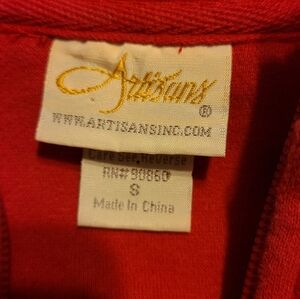 Artisans®
WWW.ARTISANSINC.COM
Care See Reverse
RN# 90860
S
Made in China